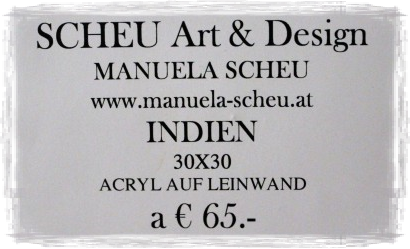 SCHEU Art & Design
MANUELA SCHEU
www.manuela-scheu.at
INDIEN
30X30
ACRYL AUF LEINWAND
a € 65.-